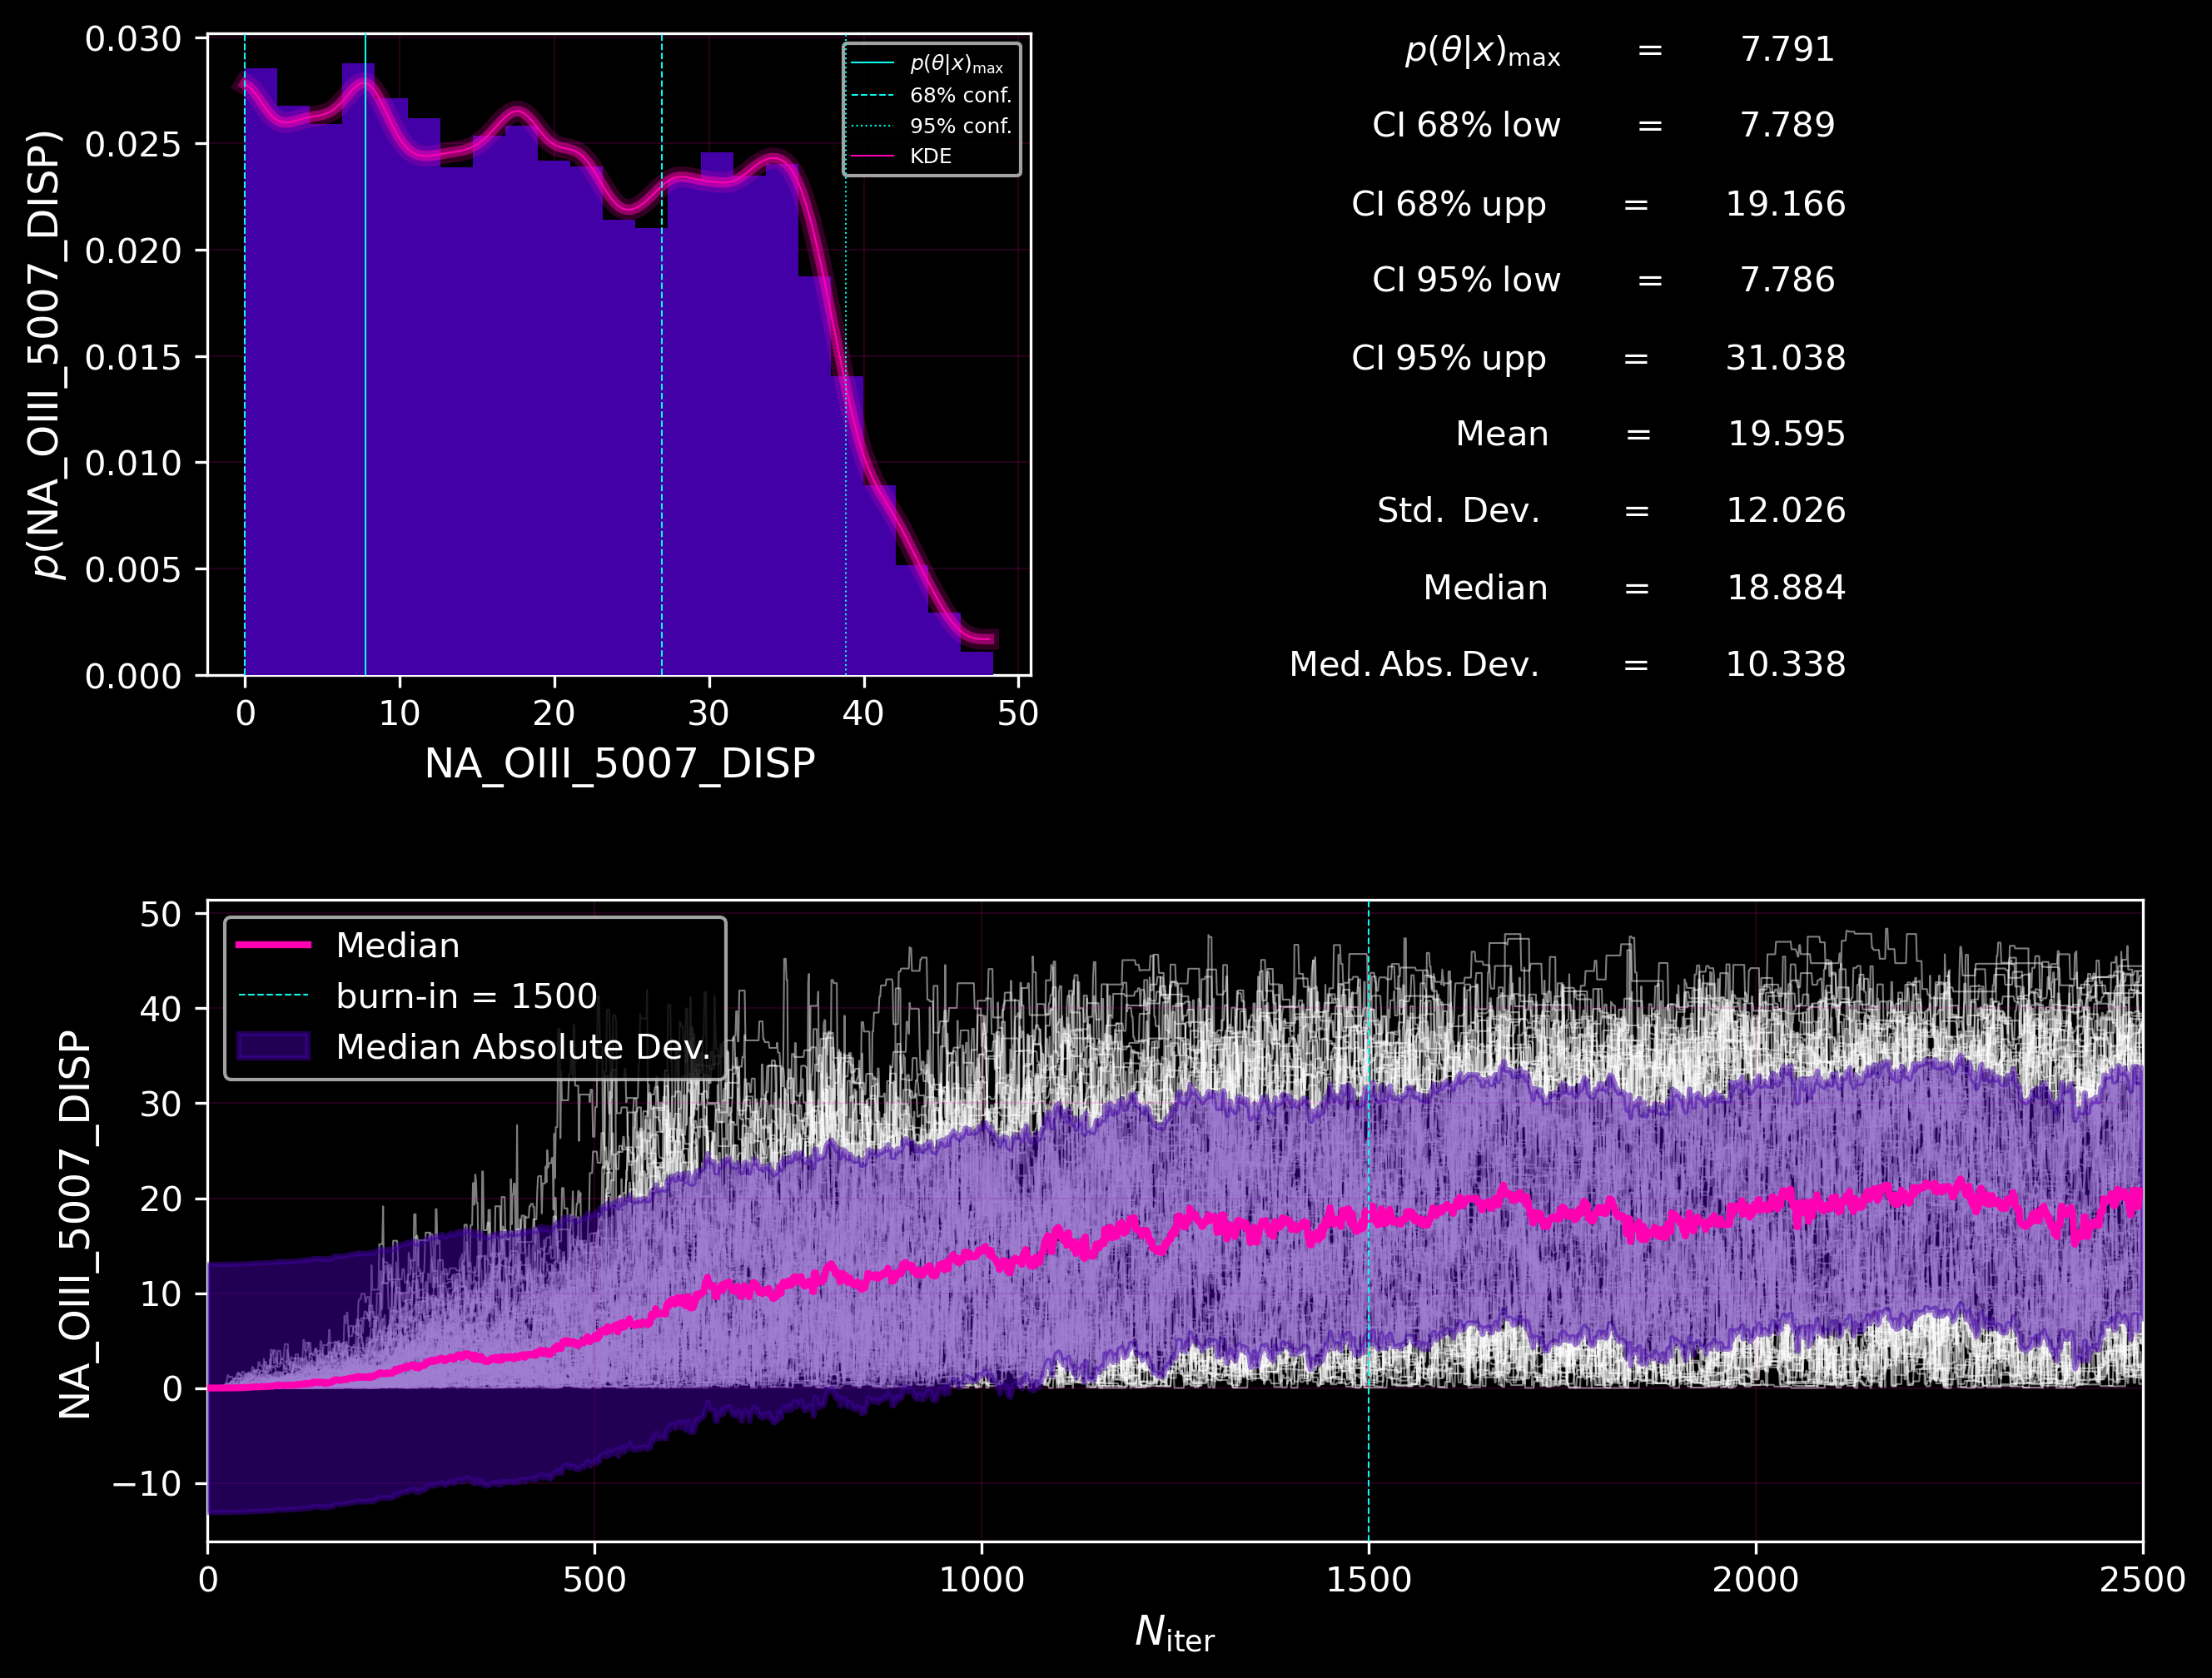 0.030
0.025
0.020
0.015
0.010
0.005
0.000
p(NA_OIII_5007_DISP)
0 10 20 30 40 50
NA_OIII_5007_DISP
p(θ|x)max
68% conf.
95% conf.
KDE
p(θ|x)max = 7.791
CI 68% low = 7.789
CI 68% upp = 19.166
CI 95% low = 7.786
CI 95% upp = 31.038
Mean = 19.595
Std. Dev. = 12.026
Median = 18.884
Med. Abs. Dev. = 10.338
50
40
30
20
10
0
−10
NA_OIII_5007_DISP
Median
burn-in = 1500
Median Absolute Dev.
0 500 1000 1500 2000 2500
Niter